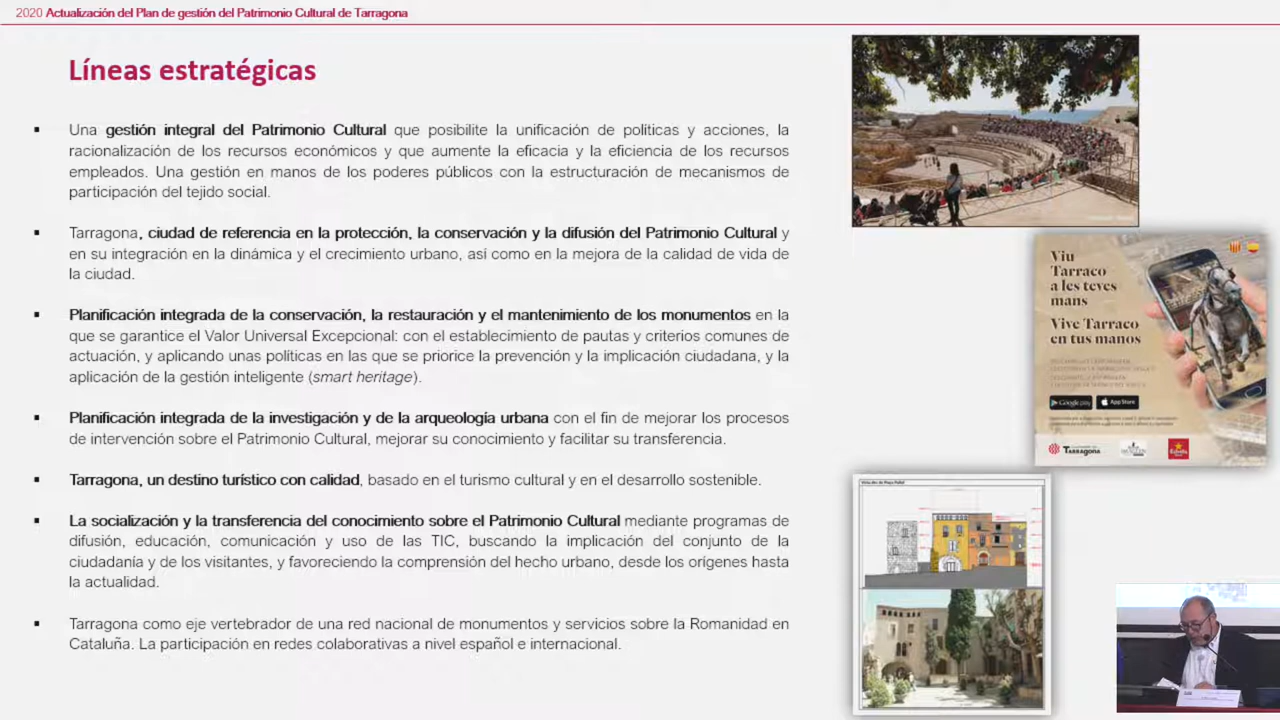 2020 Actualización del Plan de gestión del Patrimonio Cultural de Tarragona
Líneas estratégicas
▪ Una gestión integral del Patrimonio Cultural que posibilite la unificación de políticas y acciones, la
racionalización de los recursos económicos y que aumente la eficacia y la eficiencia de los recursos
empleados. Una gestión en manos de los poderes públicos con la estructuración de mecanismos de
participación del tejido social.
▪ Tarragona, ciudad de referencia en la protección, la conservación y la difusión del Patrimonio Cultural y
en su integración en la dinámica y el crecimiento urbano, así como en la mejora de la calidad de vida de
la ciudad.
▪ Planificación integrada de la conservación, la restauración y el mantenimiento de los monumentos en la
que se garantice el Valor Universal Excepcional: con el establecimiento de pautas y criterios comunes de
actuación, y aplicando unas políticas en las que se priorice la prevención y la implicación ciudadana, y la
aplicación de la gestión inteligente (smart heritage).
▪ Planificación integrada de la investigación y de la arqueología urbana con el fin de mejorar los procesos
de intervención sobre el Patrimonio Cultural, mejorar su conocimiento y facilitar su transferencia.
▪ Tarragona, un destino turístico con calidad, basado en el turismo cultural y en el desarrollo sostenible.
▪ La socialización y la transferencia del conocimiento sobre el Patrimonio Cultural mediante programas de
difusión, educación, comunicación y uso de las TIC, buscando la implicación del conjunto de la
ciudadanía y de los visitantes, y favoreciendo la comprensión del hecho urbano, desde los orígenes hasta
la actualidad.
▪ Tarragona como eje vertebrador de una red nacional de monumentos y servicios sobre la Romanidad en
Cataluña. La participación en redes colaborativas a nivel español e internacional.
Viu
Tarraco
a les teves
mans
Vive Tarraco
en tus manos
Google play
App Store
TARRAGONA
Estrella